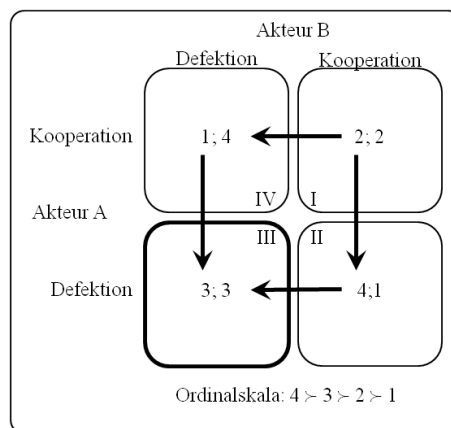 Akteur B
Defektion Kooperation
Kooperation 1; 4 2; 2
IV I
Akteur A
III II
Defektion 3; 3 4;1
Ordinalskala: 4 ≻ 3 ≻ 2 ≻ 1